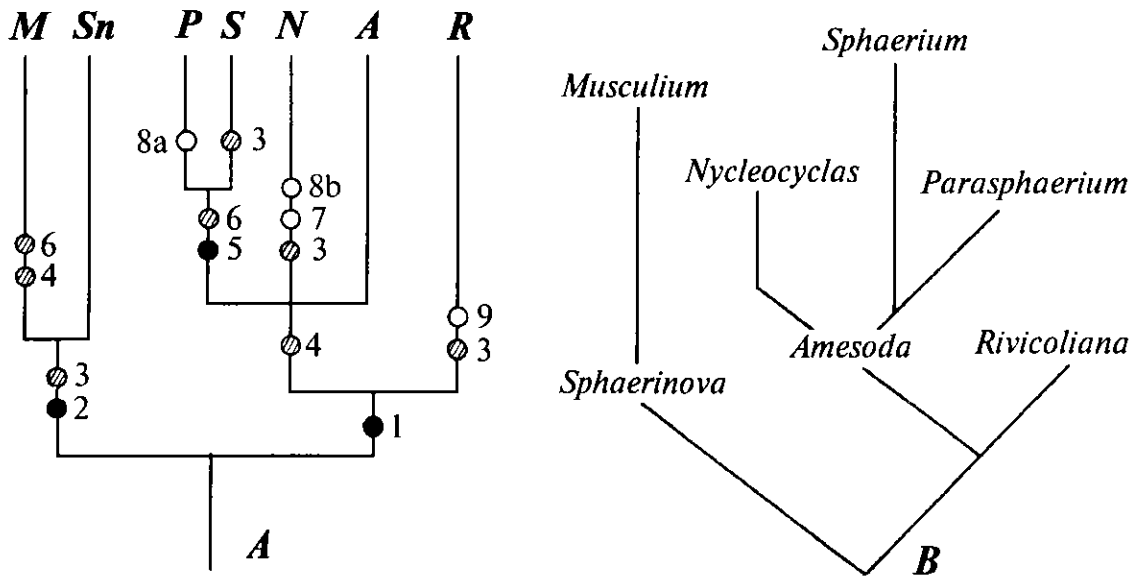 M Sn P S N A R
8a 3
8b
6 7
6 5 3
4
9
4 3
3
2
1
A
Sphaerium
Musculium
Nycleocyclas
Parasphaerium
Amesoda
Rivicoliana
Sphaerinova
B